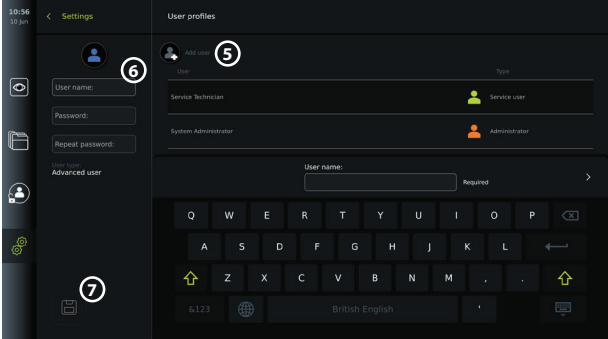 10:56
10 Jun
Settings
User profiles
Add user
5
6
User
Type
User name:
Service Technician
Service user
Password:
System Administrator
Administrator
Repeat password:
User type:
Advanced user
User name:
Required
Q W E R T Y U I O P
A S D F G H J K L
Z X C V B N M , .
&123
British English
'
7